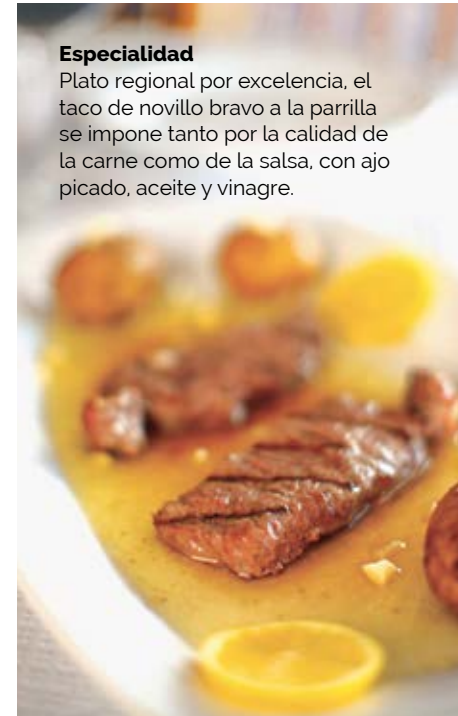 Especialidad
Plato regional por excelencia, el
taco de novillo bravo a la parrilla
se impone tanto por la calidad de
la carne como de la salsa, con ajo
picado, aceite y vinagre.